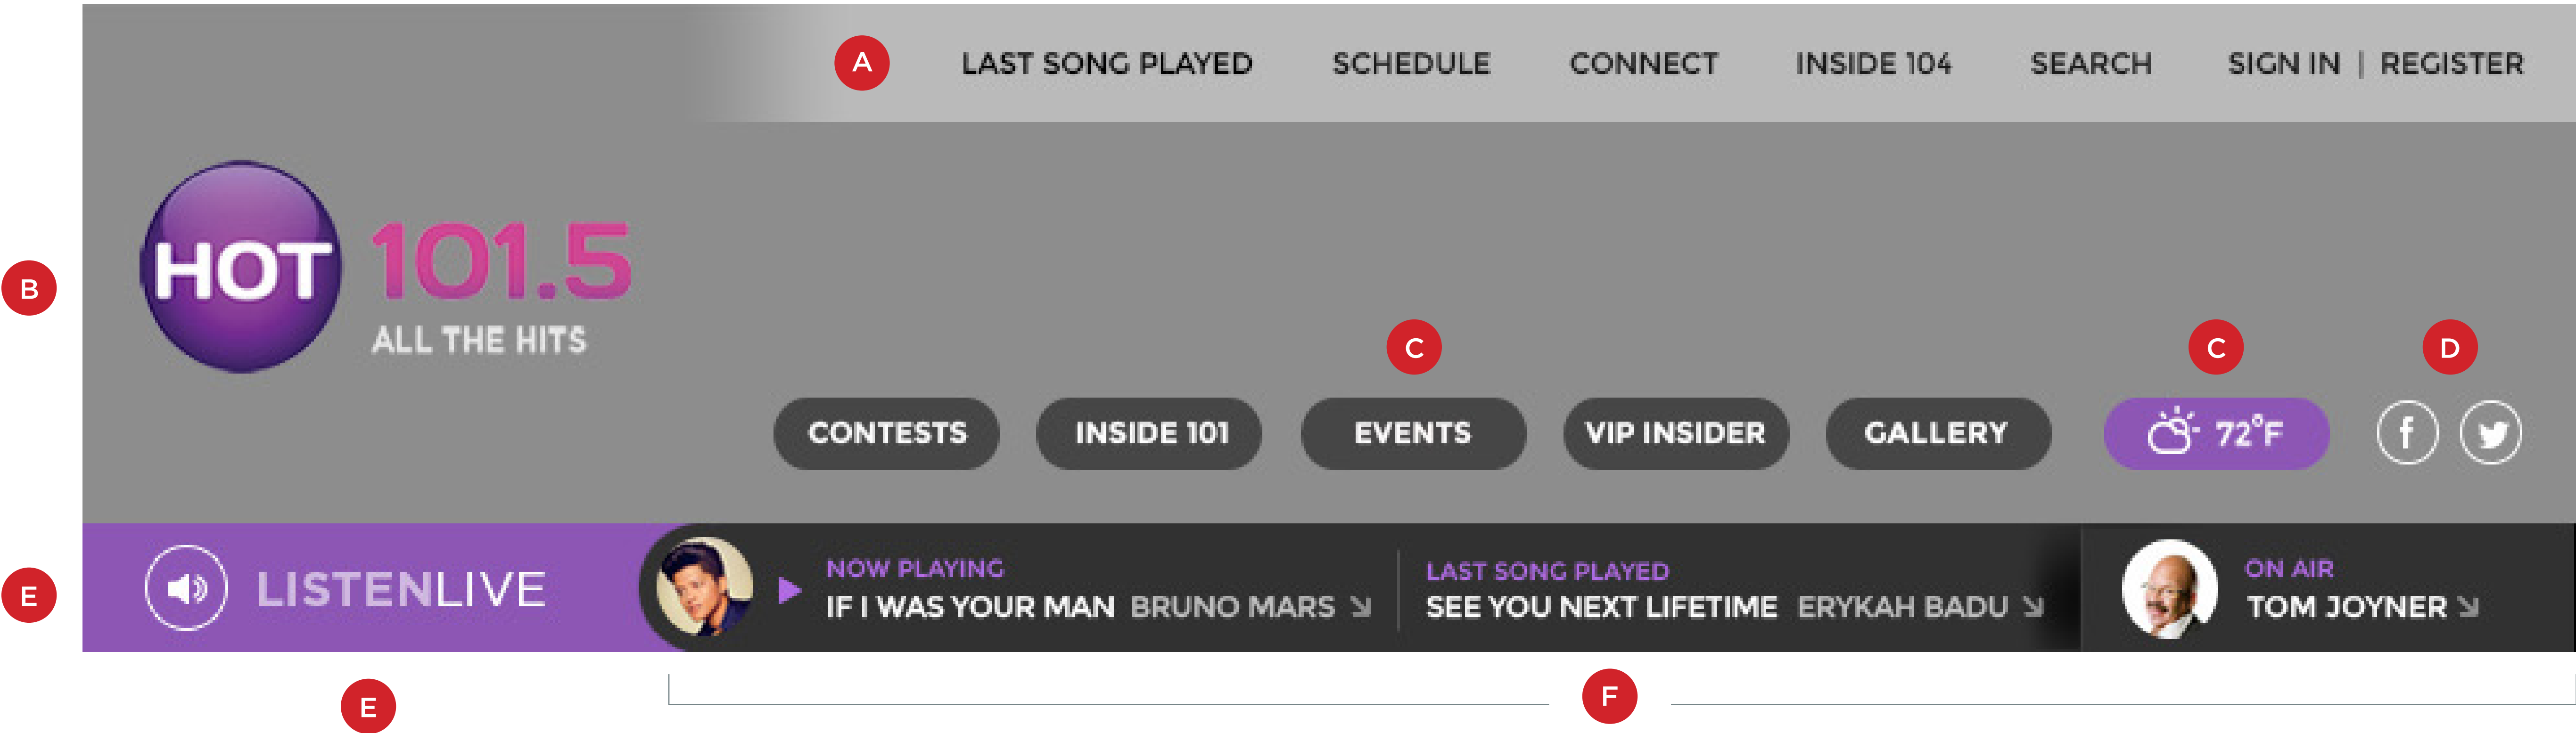 A LAST SONG PLAYED SCHEDULE CONNECT INSIDE 104 SEARCH SIGN IN | REGISTER
B
HOT 101.5
ALL THE HITS
C C D
CONTESTS INSIDE 101 EVENTS VIP INSIDER GALLERY 72°F f
E
LISTENLIVE
NOW PLAYING
IF I WAS YOUR MAN BRUNO MARS
LAST SONG PLAYED
SEE YOU NEXT LIFETIME ERYKAH BADU
ON AIR
TOM JOYNER
E F